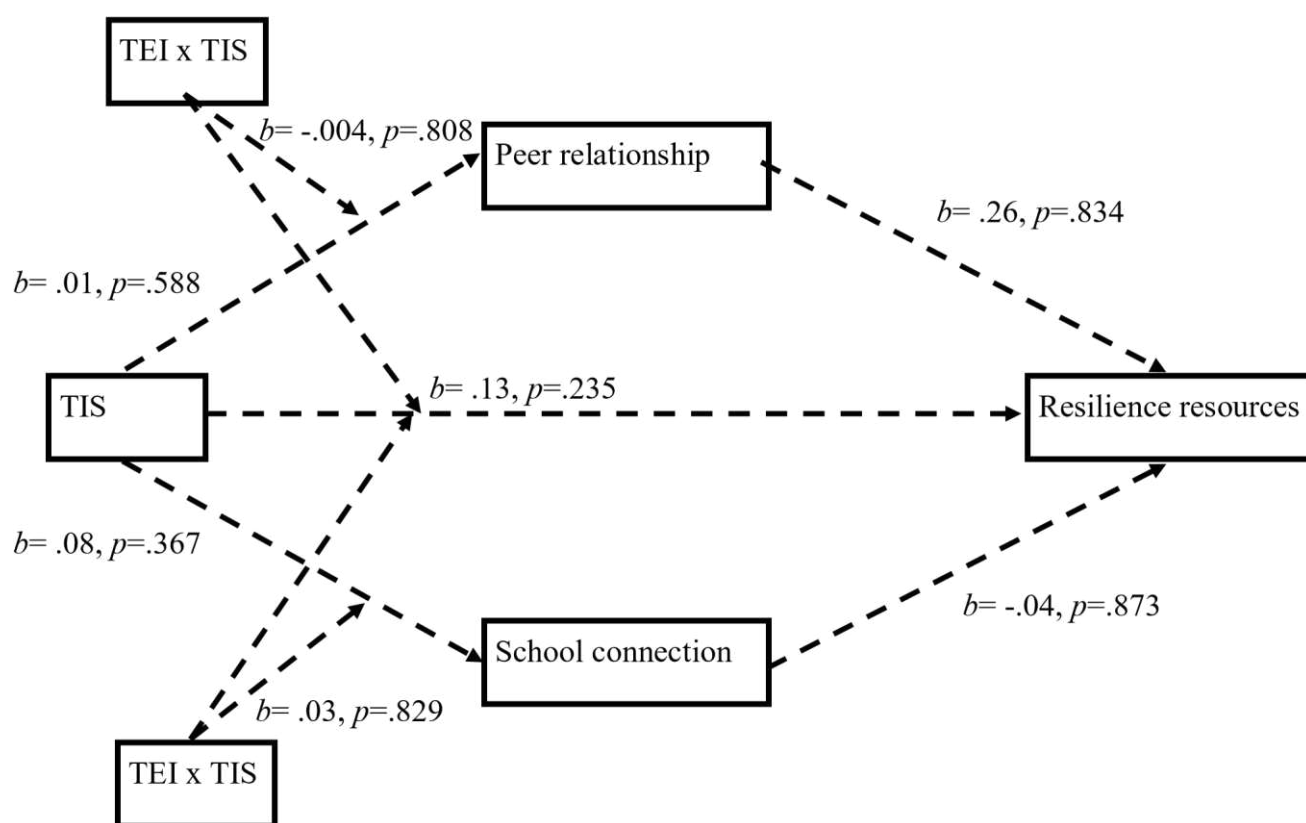 TEI x TIS
b= -.004, p=.808
Peer relationship
b= .26, p=.834
b= .01, p=.588
TIS
b= .13, p=.235
Resilience resources
b= .08, p=.367
b= -.04, p=.873
School connection
b= .03, p=.829
TEI x TIS